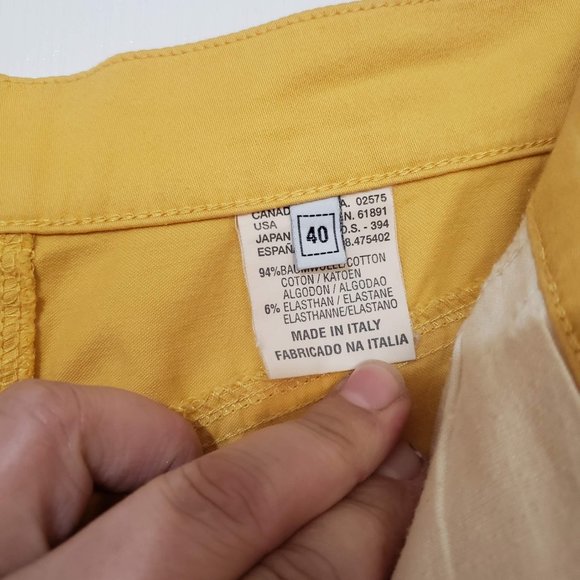 CANAD A. 02575
USA N. 61891
JAPAN O.S. - 394
ESPAÑ 8.475402
40
94% BAUMWOLLE/COTTON
COTON / KATOEN
ALGODON / ALGODAO
6% ELASTHAN / ELASTANE
ELASTHANNE/ELASTANO
MADE IN ITALY
FABRICADO NA ITALIA